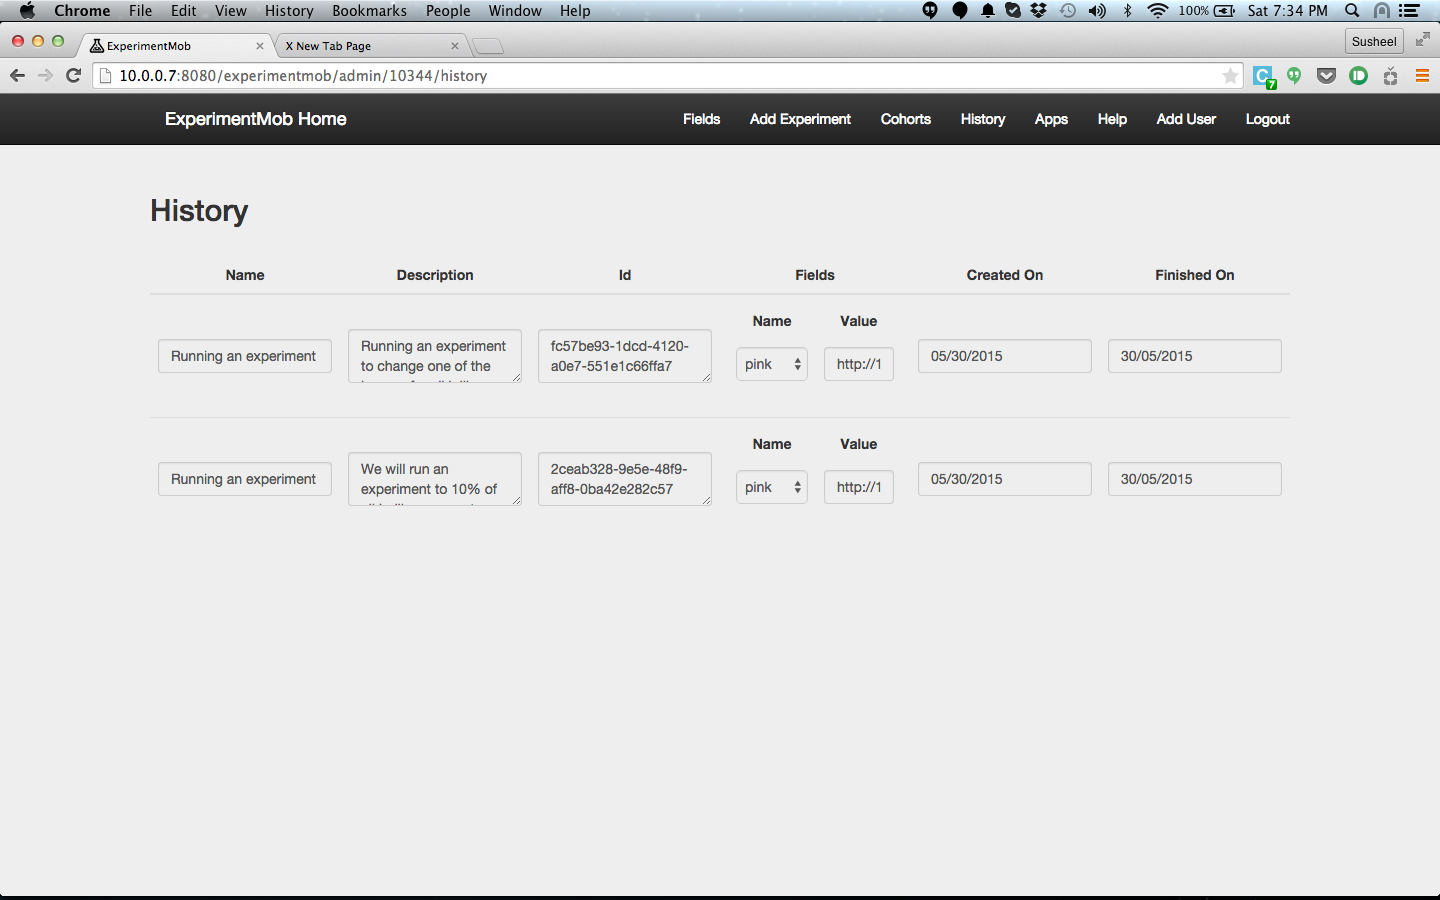 Chrome File Edit View History Bookmarks People Window Help 100% Sat 7:34 PM
ExperimentMob X New Tab Page Susheel
10.0.0.7:8080/experimentmob/admin/10344/history 7
ExperimentMob Home Fields Add Experiment Cohorts History Apps Help Add User Logout
History
Name Description Id Fields Created On Finished On
Name Value
Running an experiment
Running an experiment
to change one of the
fc57be93-1dcd-4120-
a0e7-551e1c66ffa7
pink http://1 05/30/2015 30/05/2015
Name Value
Running an experiment
We will run an
experiment to 10% of
2ceab328-9e5e-48f9-
aff8-0ba42e282c57
pink http://1 05/30/2015 30/05/2015